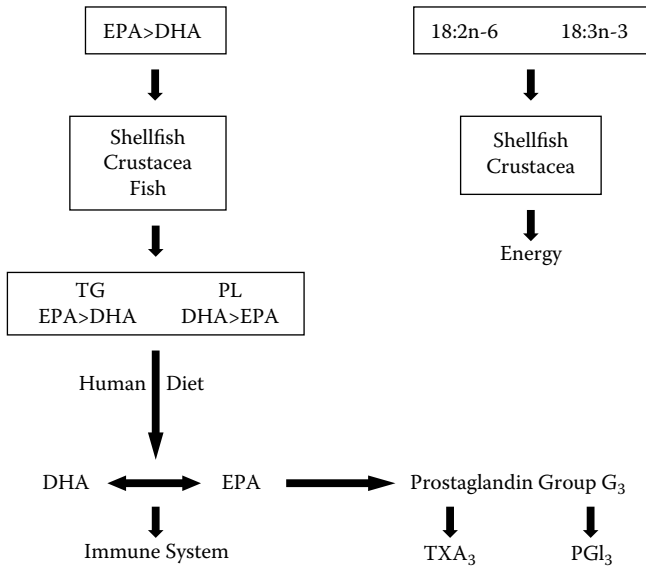 EPA>DHA
18:2n-6 18:3n-3
Shellfish
Crustacea
Fish
Shellfish
Crustacea
Energy
TG PL
EPA>DHA DHA>EPA
Human Diet
DHA EPA Prostaglandin Group G₃
Immune System TXA₃ PGl₃